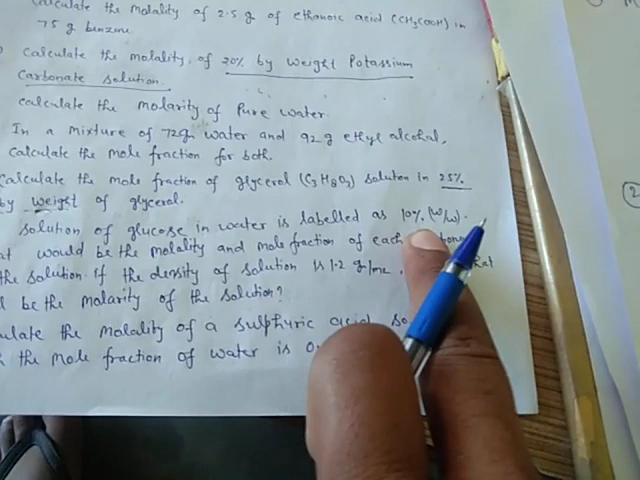 calculate the molality of 2.5 g of ethanoic acid (CH3COOH) in
75 g benzene
calculate the molality of 20% by weight Potassium
Carbonate solution.
calculate the molarity of Pure water.
In a mixture of 72g water and 92g ethyl alcohol,
calculate the mole fraction for both.
calculate the mole fraction of glycerol (C3H8O3) solution in 25%
by weight of glycerol.
solution of glucose in water is labelled as 10% (w/w).
would be the molality and mole fraction of each
the solution. If the density of solution is 1.2 g/mL,
be the molarity of the solution?
the molality of a sulphuric acid
the mole fraction of water is
2